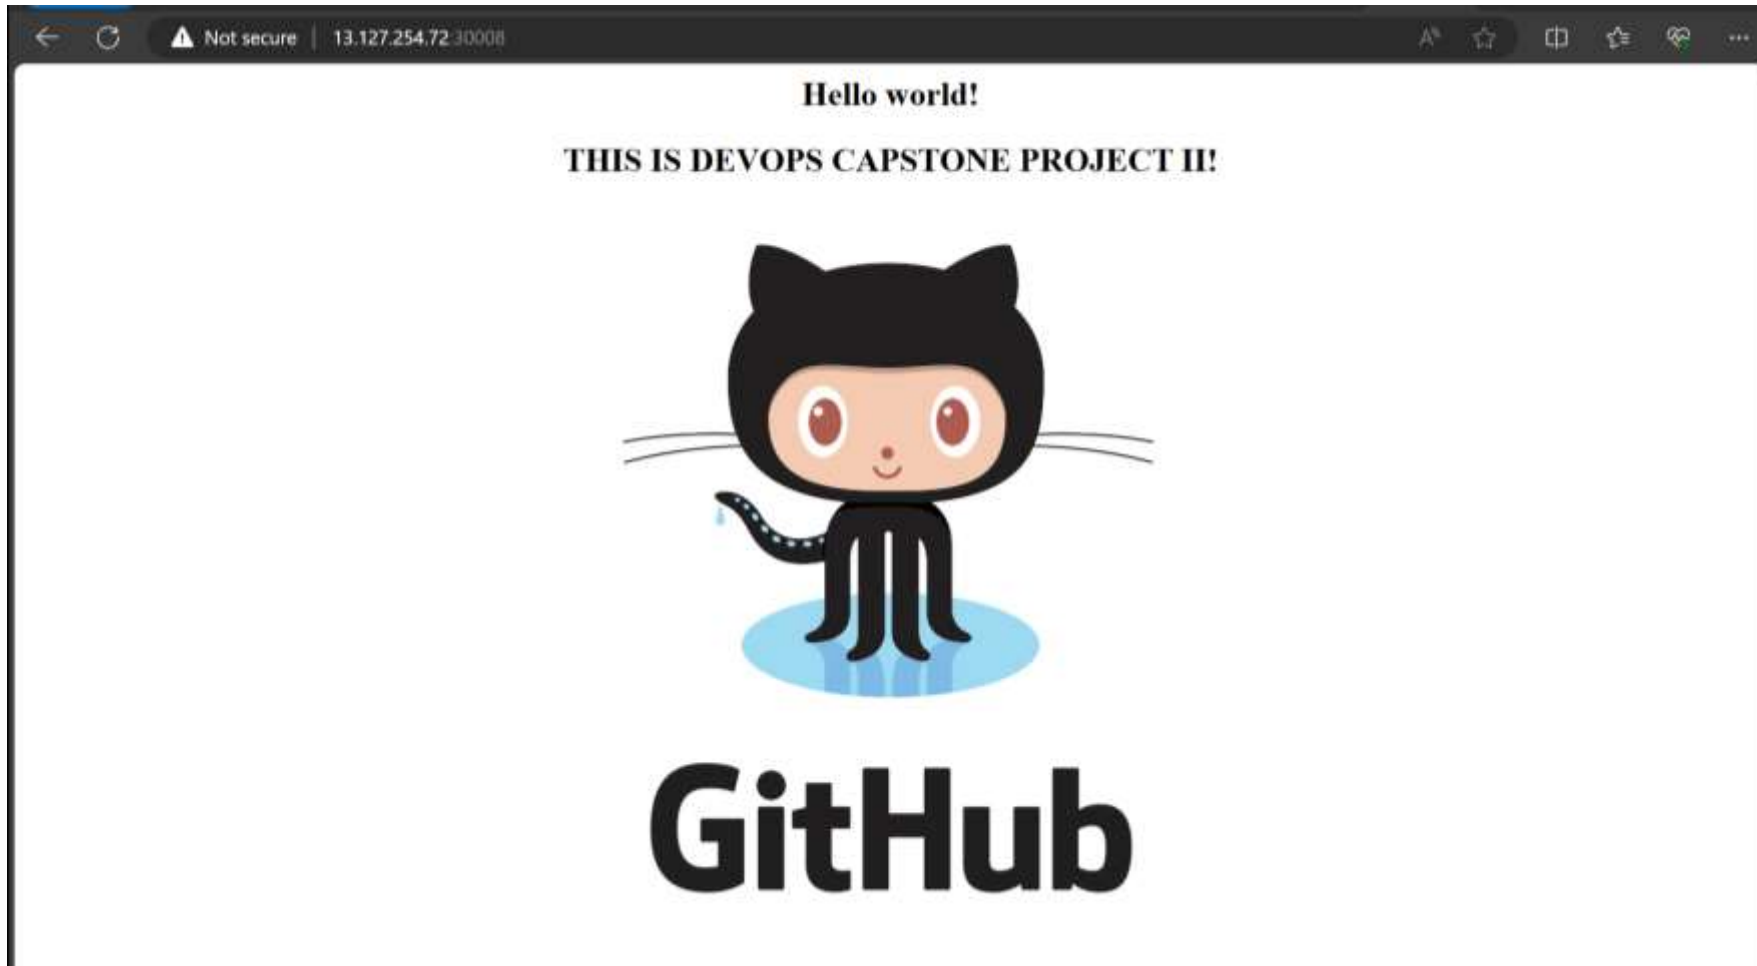 Not secure 13.127.254.72:30008
Hello world!
THIS IS DEVOPS CAPSTONE PROJECT II!
GitHub